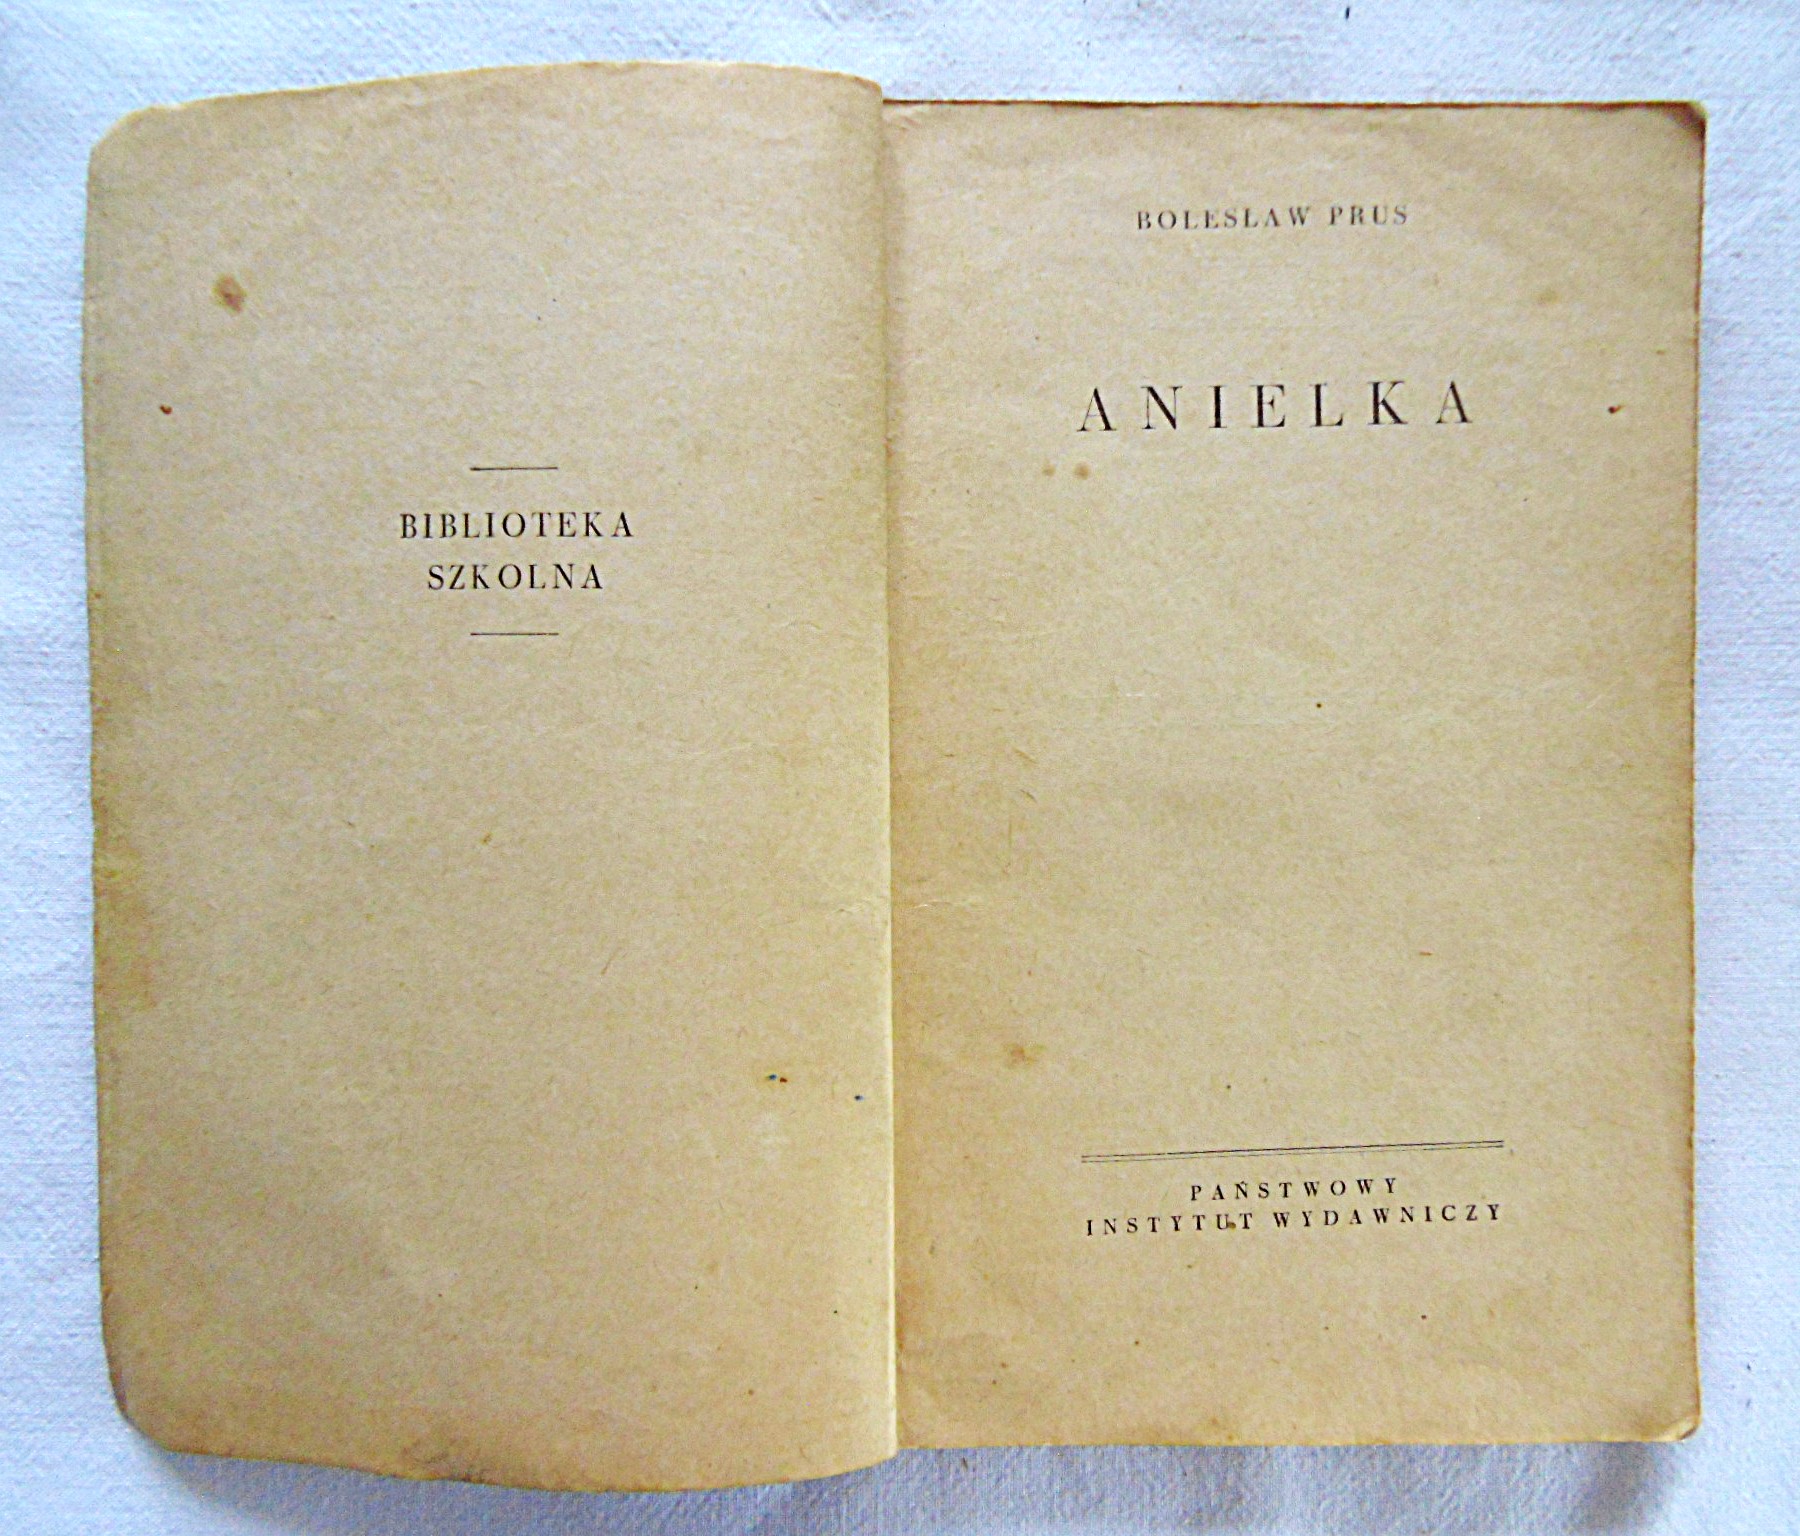 BIBLIOTEKA
SZKOLNA
BOLESŁAW PRUS
ANIELKA
PAŃSTWOWY
INSTYTUT WYDAWNICZY